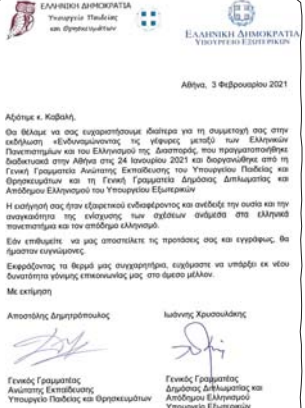 ΕΛΛΗΝΙΚΗ ΔΗΜΟΚΡΑΤΙΑ
Υπουργείο Παιδείας
και Θρησκευμάτων
ΕΛΛΗΝΙΚΗ ΔΗΜΟΚΡΑΤΙΑ
ΥΠΟΥΡΓΕΙΟ ΕΞΩΤΕΡΙΚΩΝ
Αθήνα, 3 Φεβρουαρίου 2021
Αξιότιμε κ. Καβαλή,
Θα θέλαμε να σας ευχαριστήσουμε ιδιαίτερα για τη συμμετοχή σας στην
εκδήλωση «Ενδυναμώνοντας τις γέφυρες μεταξύ των Ελληνικών
Πανεπιστημίων και του Ελληνισμού της Διασποράς, που πραγματοποιήθηκε
διαδικτυακά στην Αθήνα στις 24 Ιανουρίου 2021 και διοργανώθηκε από τη
Γενική Γραμματεία Ανώτατης Εκπαίδευσης του Υπουργείου Παιδείας και
Θρησκευμάτων και τη Γενική Γραμματεία Δημόσιας Διπλωματίας και
Απόδημου Ελληνισμού του Υπουργείου Εξωτερικών
Η εισήγησή σας ήταν εξαιρετικού ενδιαφέροντος και ανέδειξε την ουσία και την
αναγκαιότητα της ενίσχυσης των σχέσεων ανάμεσα στα ελληνικά
πανεπιστήμια και τον απόδημο ελληνισμό.
Εάν επιθυμείτε να μας αποστείλετε τις προτάσεις σας και εγγράφως, θα
ήμασταν ευγνώμονες.
Εκφράζοντας τα θερμά μας συγχαρητήρια, ευχόμαστε να υπάρξει εκ νέου
δυνατότητα γόνιμης επικοινωνίας μας στο άμεσο μέλλον.
Με εκτίμηση
Αποστόλης Δημητρόπουλος
Ιωάννης Χρυσουλάκης
Γενικός Γραμματέας
Ανώτατης Εκπαίδευσης
Υπουργείο Παιδείας και Θρησκευμάτων
Γενικός Γραμματέας
Δημόσιας Διπλωματίας και
Απόδημου Ελληνισμού
Υπουργείο Εξωτερικών